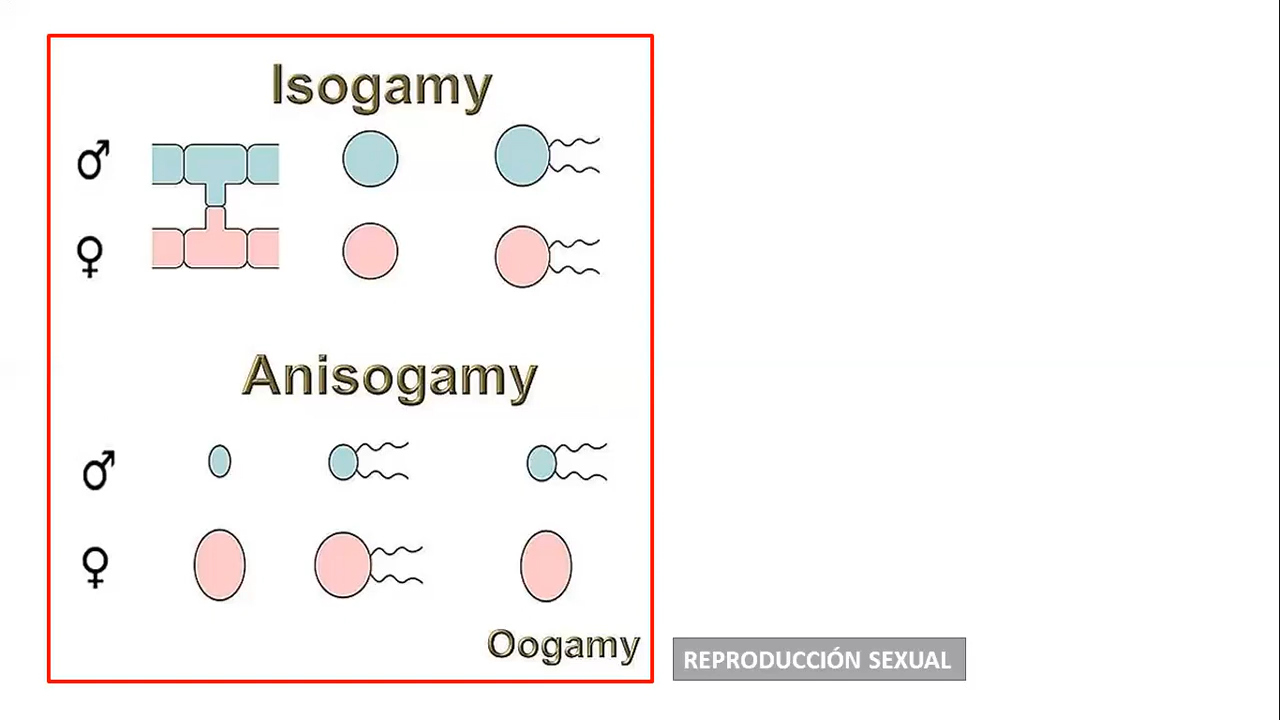 Isogamy
♂
♀
Anisogamy
♂
♀
Oogamy
REPRODUCCIÓN SEXUAL